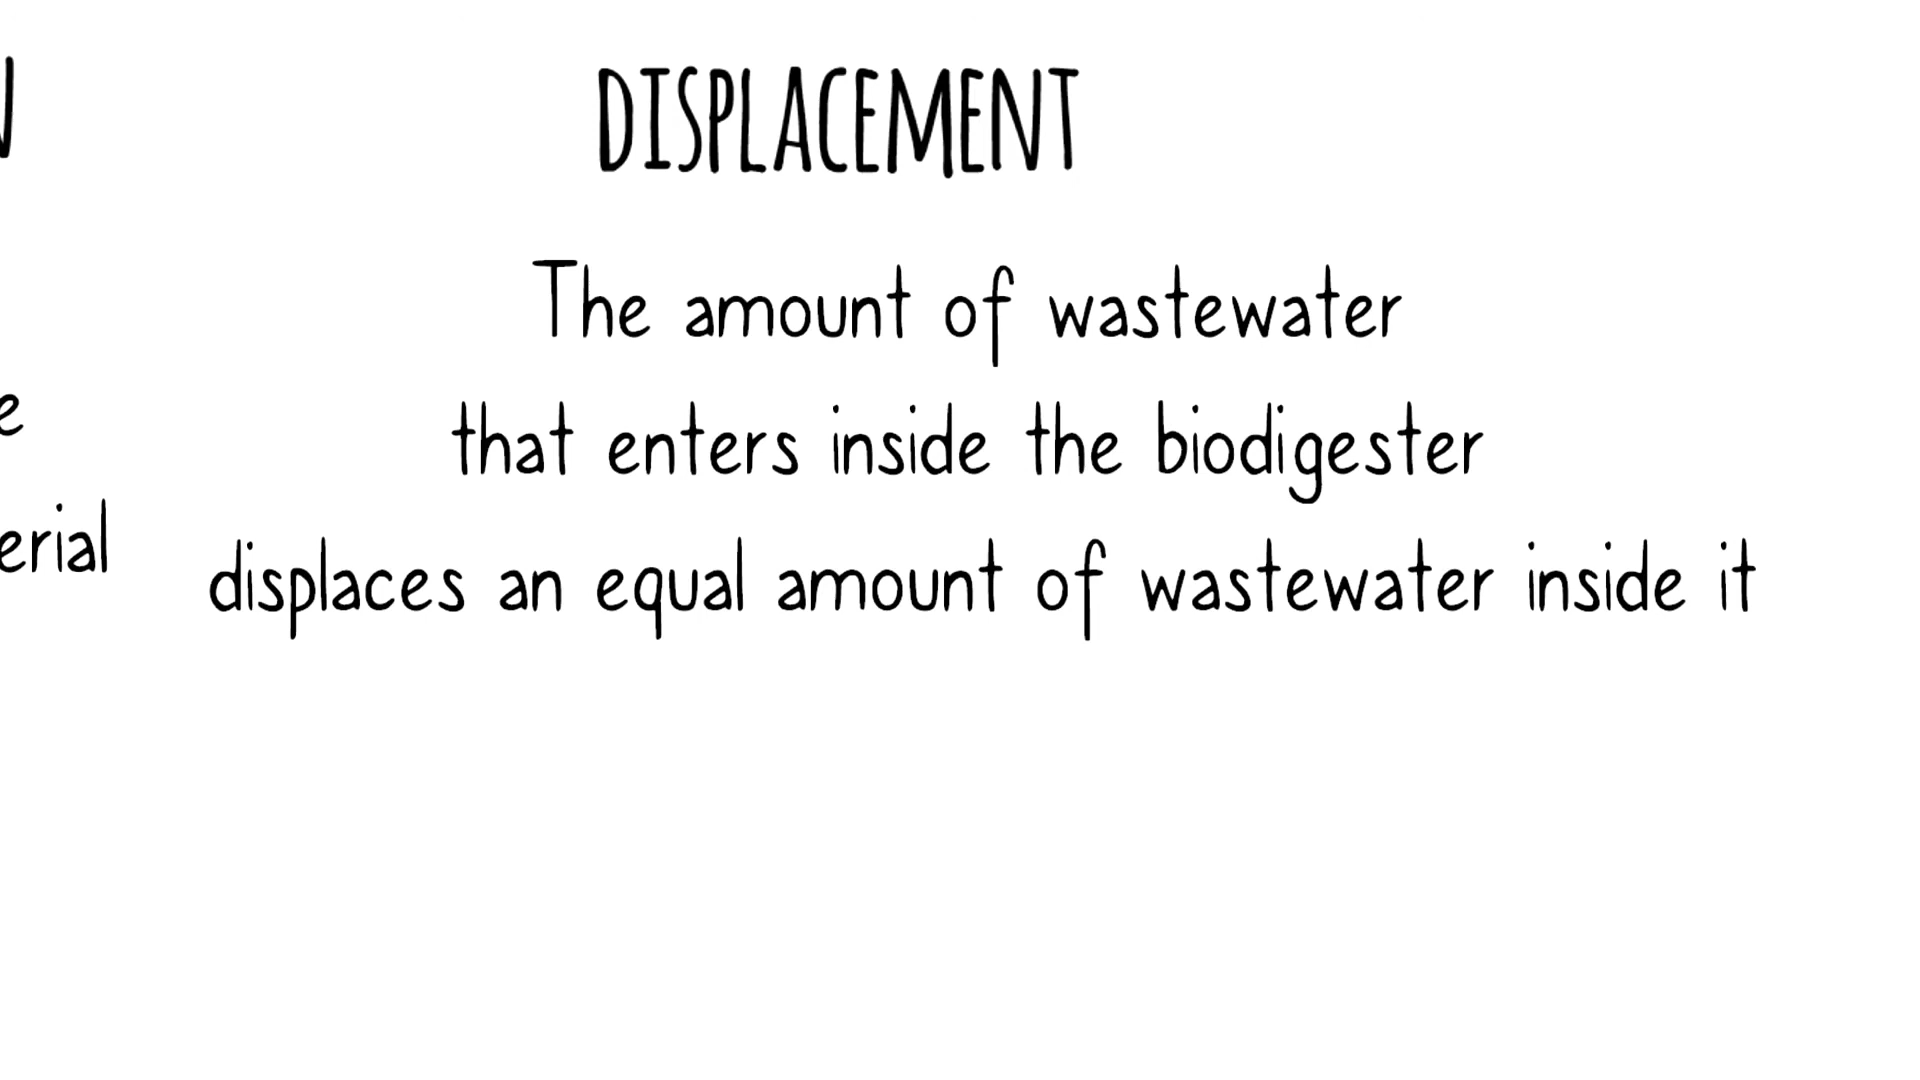 DISPLACEMENT
The amount of wastewater
that enters inside the biodigester
displaces an equal amount of wastewater inside it